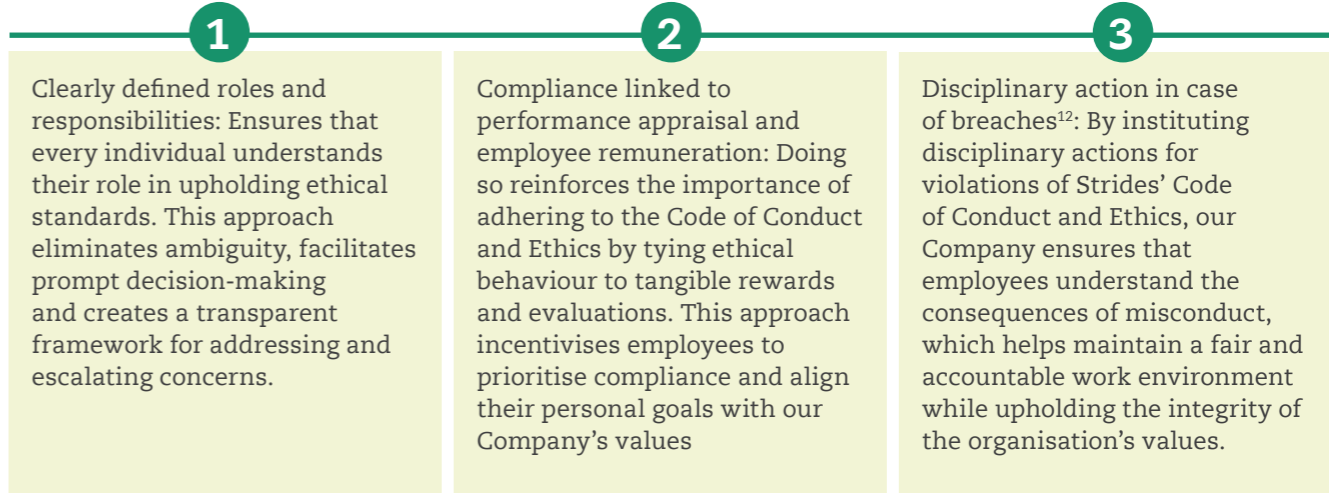 1
Clearly defined roles and
responsibilities: Ensures that
every individual understands
their role in upholding ethical
standards. This approach
eliminates ambiguity, facilitates
prompt decision-making
and creates a transparent
framework for addressing and
escalating concerns.
2
Compliance linked to
performance appraisal and
employee remuneration: Doing
so reinforces the importance of
adhering to the Code of Conduct
and Ethics by tying ethical
behaviour to tangible rewards
and evaluations. This approach
incentivises employees to
prioritise compliance and align
their personal goals with our
Company’s values
3
Disciplinary action in case
of breaches¹²: By instituting
disciplinary actions for
violations of Strides’ Code
of Conduct and Ethics, our
Company ensures that
employees understand the
consequences of misconduct,
which helps maintain a fair and
accountable work environment
while upholding the integrity of
the organisation’s values.